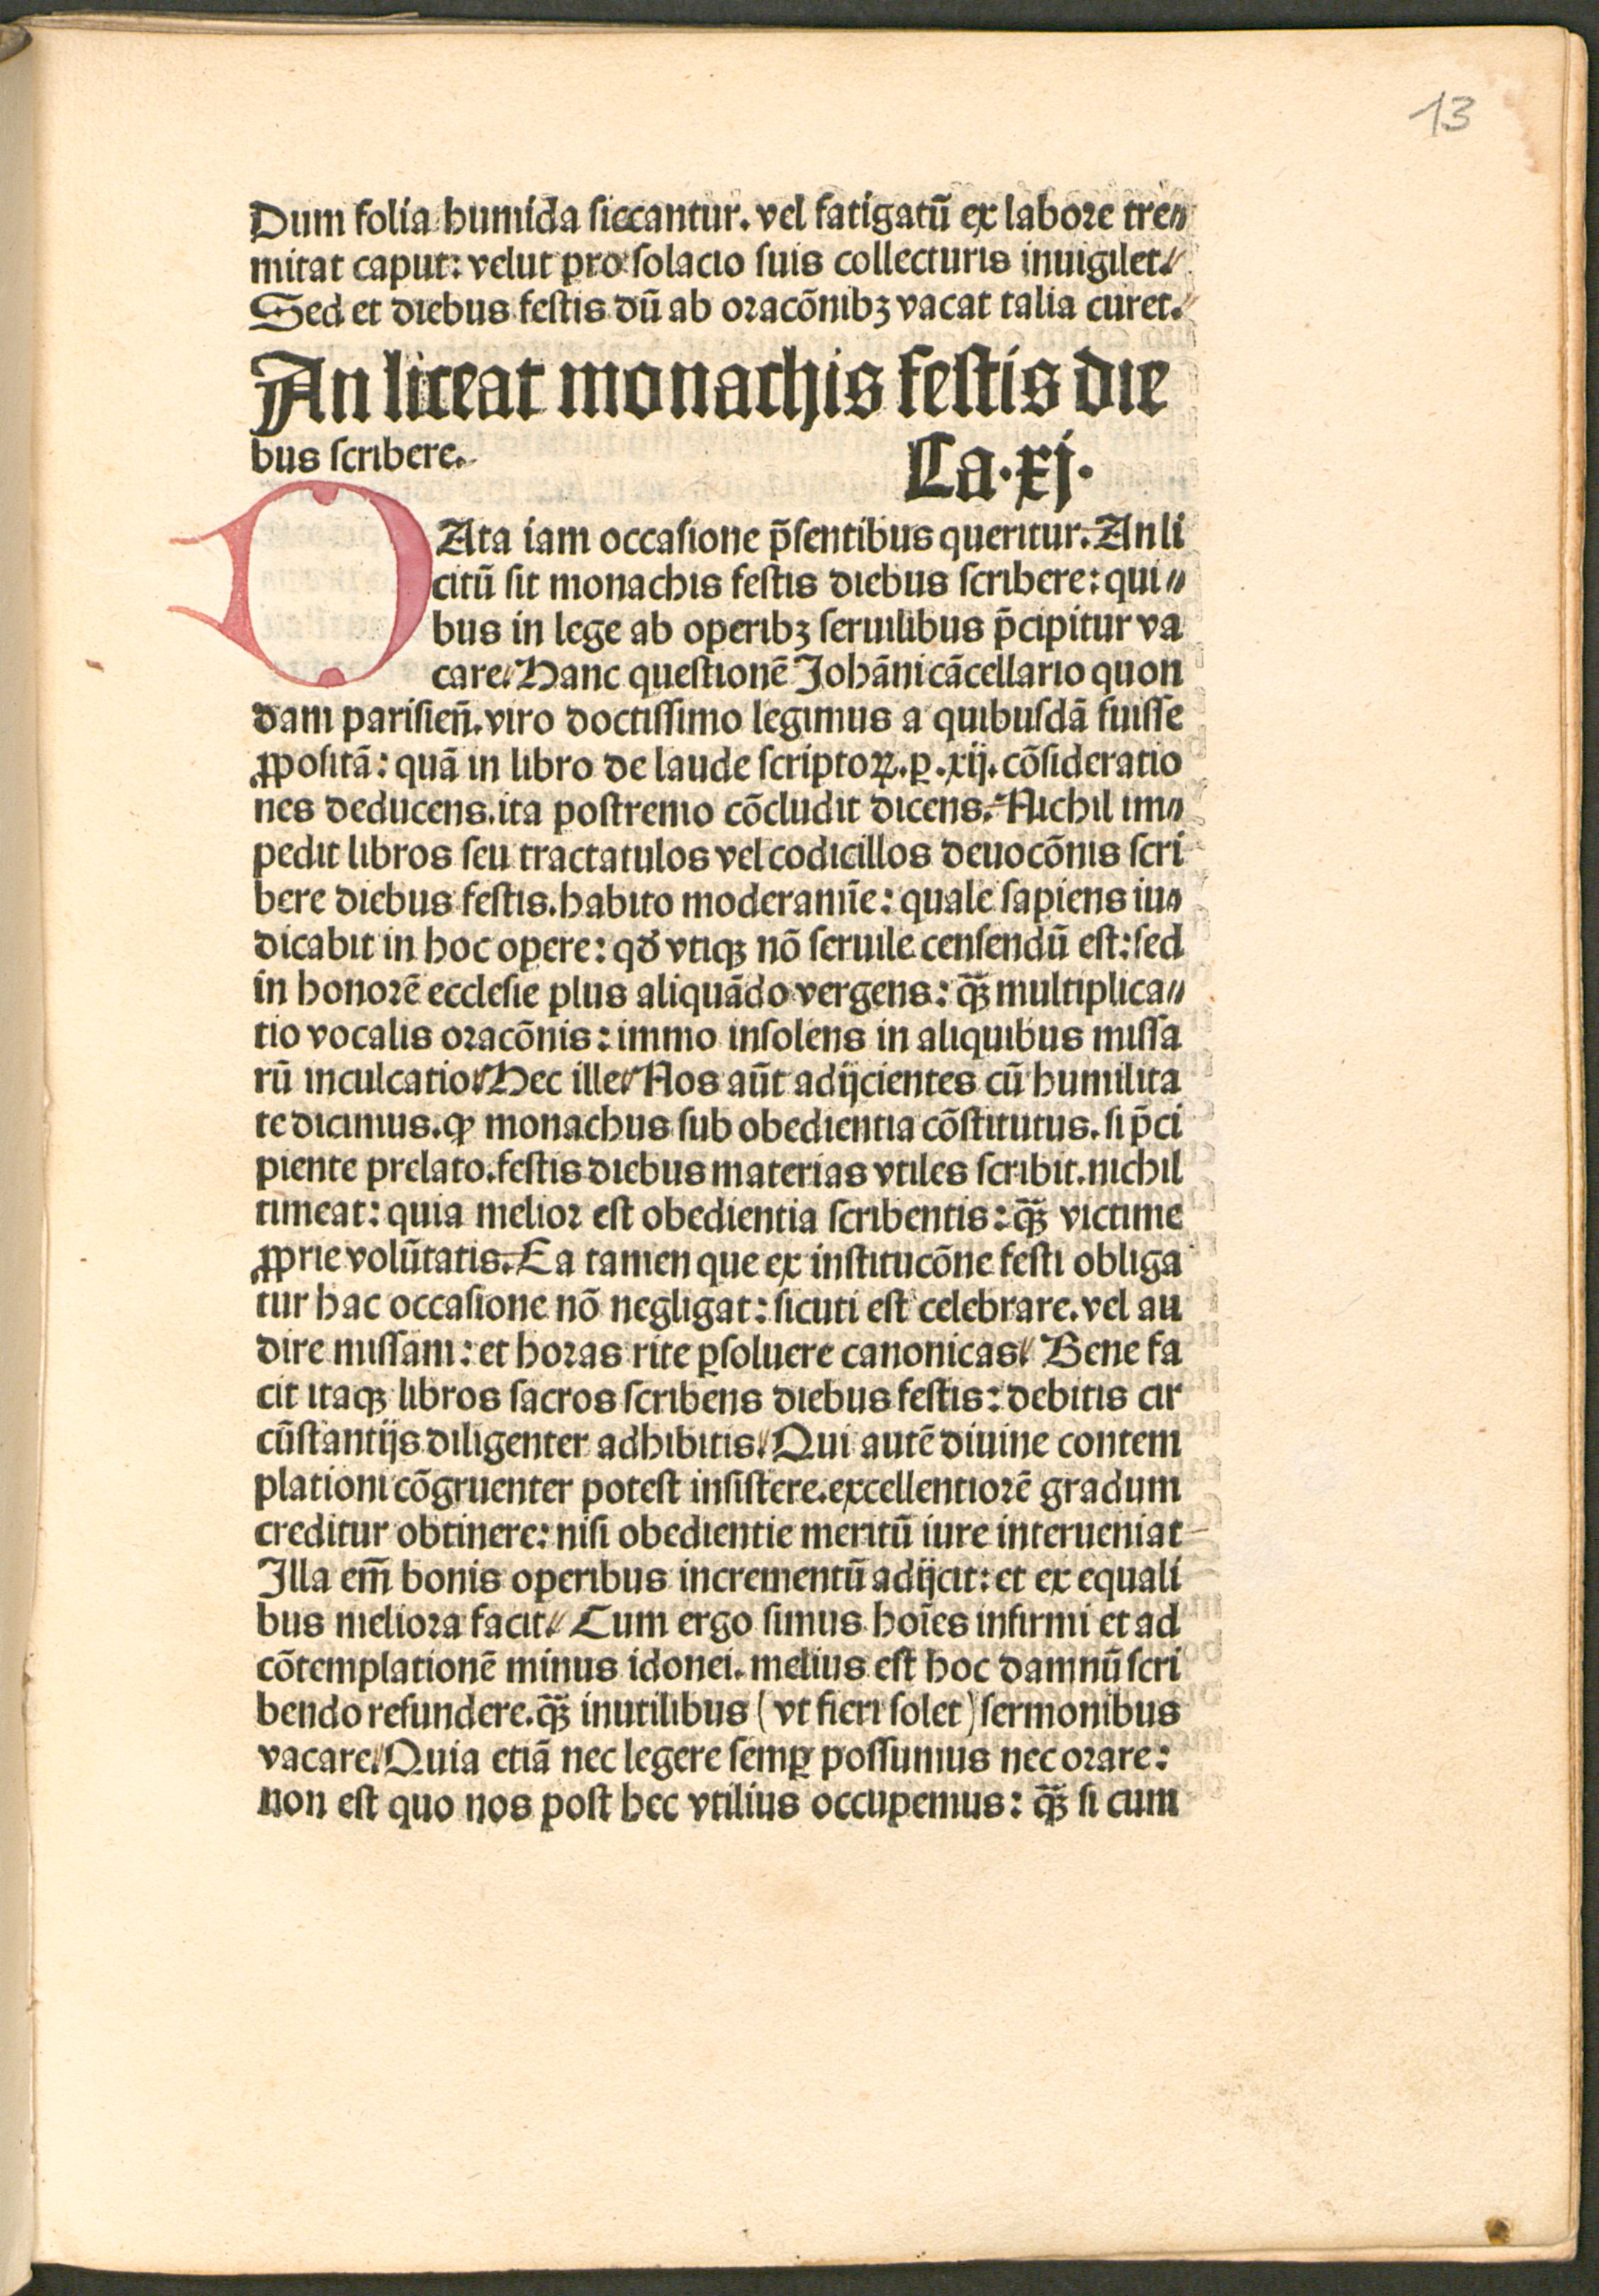 13
Dum folia humida siccantur. vel fatigatū ex labore tre⸗
mitat caput: velut pro solacio suis collecturis inuigilet.
Sed et diebus festis dū ab oracōnibꝫ vacat talia curet.
An liceat monachis festis die
bus scribere. Ca. xj.
DAta iam occasione p̄sentibus queritur. An li
citū sit monachis festis diebus scribere: qui⸗
bus in lege ab operibꝫ seruilibus p̄cipitur va
care. Hanc questionē Johāni cācellario quon
dam parisieñ. viro doctissimo legimus a quibusdā fuisse
ꝓpositā: quā in libro de laude scriptoꝝ. ꝑ .xij. cōsideratio
nes deducens. ita postremo cōcludit dicens. Nichil im⸗
pedit libros seu tractatulos vel codicillos deuocōnis scri
bere diebus festis. habito moderamīe: quale sapiens iu⸗
dicabit in hoc opere: qđ vtiqꝫ nō seruile censendū est: sed
in honorē ecclesie plus aliquādo vergens: qꝫ̄ multiplica⸗
tio vocalis oracōnis: immo insolens in aliquibus missa
rū inculcatio. Hec ille. Nos aūt adijcientes cū humilita
te dicimus. ꝙ monachus sub obedientia cōstitutus. si p̄ci
piente prelato. festis diebus materias vtiles scribit. nichil
timeat: quia melior est obedientia scribentis: qꝫ̄ victime
ꝓprie volūtatis. Ea tamen que ex institucōne festi obliga
tur hac occasione nō negligat: sicuti est celebrare. vel au
dire missam: et horas rite ꝑsoluere canonicas. Bene fa
cit itaqꝫ libros sacros scribens diebus festis: debitis cir
cūstantijs diligenter adhibitis. Qui autē diuine contem
plationi cōgruenter potest insistere. excellentiorē gradum
creditur obtinere: nisi obedientie meritū iure interueniat
Illa em̄ bonis operibus incrementū adijcit: et ex equali
bus meliora facit. Cum ergo simus hoīes infirmi et ad
cōtemplationē minus idonei. melius est hoc damnū scri
bendo refundere. qꝫ̄ inutilibus (vt fieri solet) sermonibus
vacare. Quia etiā nec legere semꝑ possumus nec orare:
non est quo nos post hec vtilius occupemus: qꝫ̄ si cum